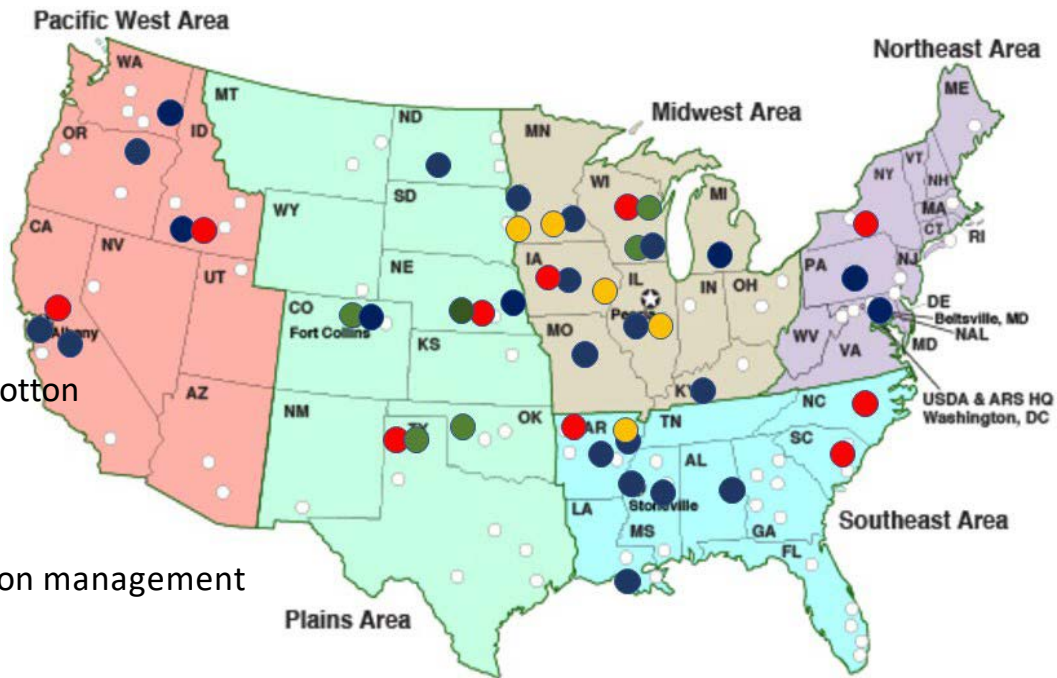 Pacific West Area
Northeast Area
Midwest Area
WA
MT
ND
MN
ME
OR
ID
VT
NY
NH
WI
MI
MA
CT
RI
WY
SD
CA
NV
IA
PA
NJ
UT
NE
IL
IN
OH
DE
Beltsville, MD
NAL
CO
Fort Collins
Albany
MO
WV
VA
MD
KS
KY
USDA & ARS HQ
Washington, DC
otton
AZ
NM
OK
AR
TN
NC
SC
AL
LA
Stoneville
MS
GA
FL
Southeast Area
on management
Plains Area